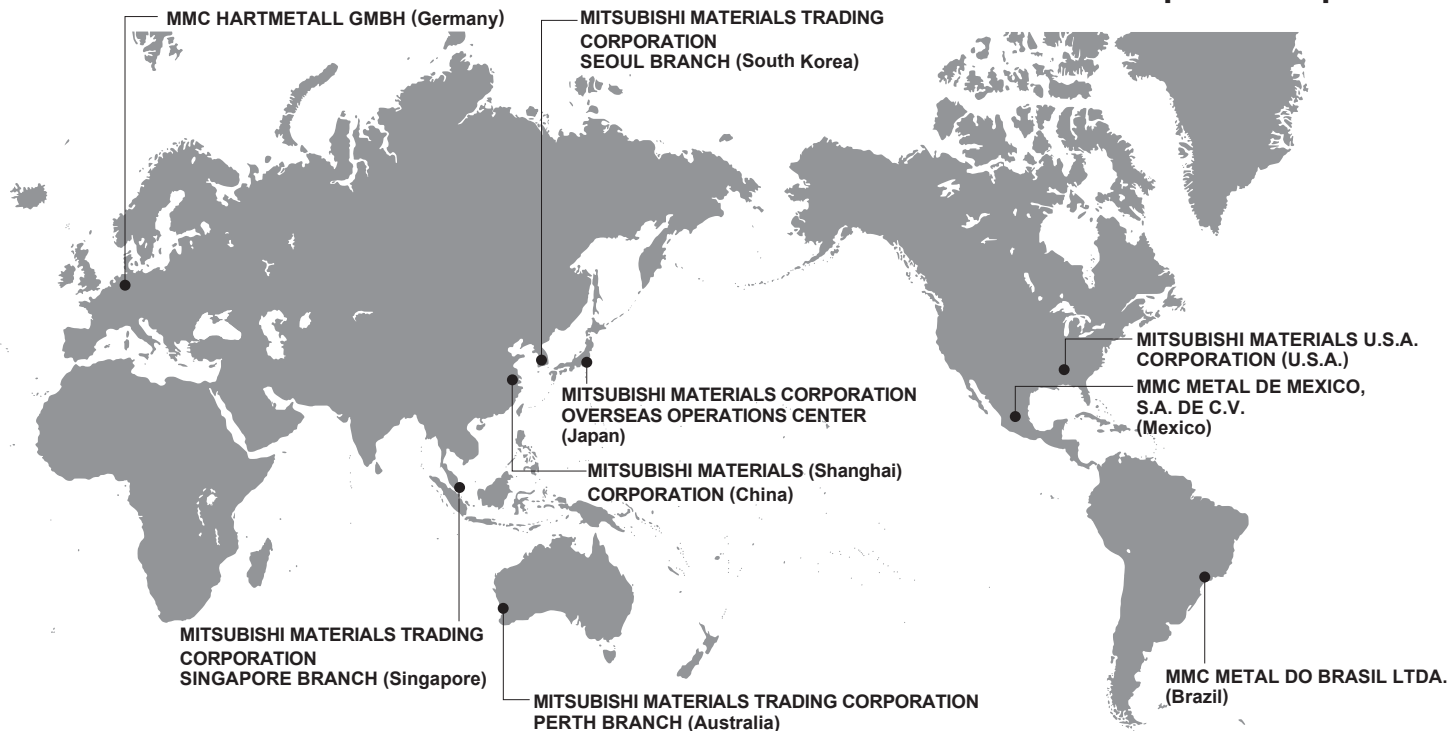 MMC HARTMETALL GMBH (Germany)
MITSUBISHI MATERIALS TRADING
CORPORATION
SEOUL BRANCH (South Korea)
MITSUBISHI MATERIALS U.S.A.
CORPORATION (U.S.A.)
MMC METAL DE MEXICO,
S.A. DE C.V.
(Mexico)
MITSUBISHI MATERIALS CORPORATION
OVERSEAS OPERATIONS CENTER
(Japan)
MITSUBISHI MATERIALS (Shanghai)
CORPORATION (China)
MITSUBISHI MATERIALS TRADING
CORPORATION
SINGAPORE BRANCH (Singapore)
MITSUBISHI MATERIALS TRADING CORPORATION
PERTH BRANCH (Australia)
MMC METAL DO BRASIL LTDA.
(Brazil)